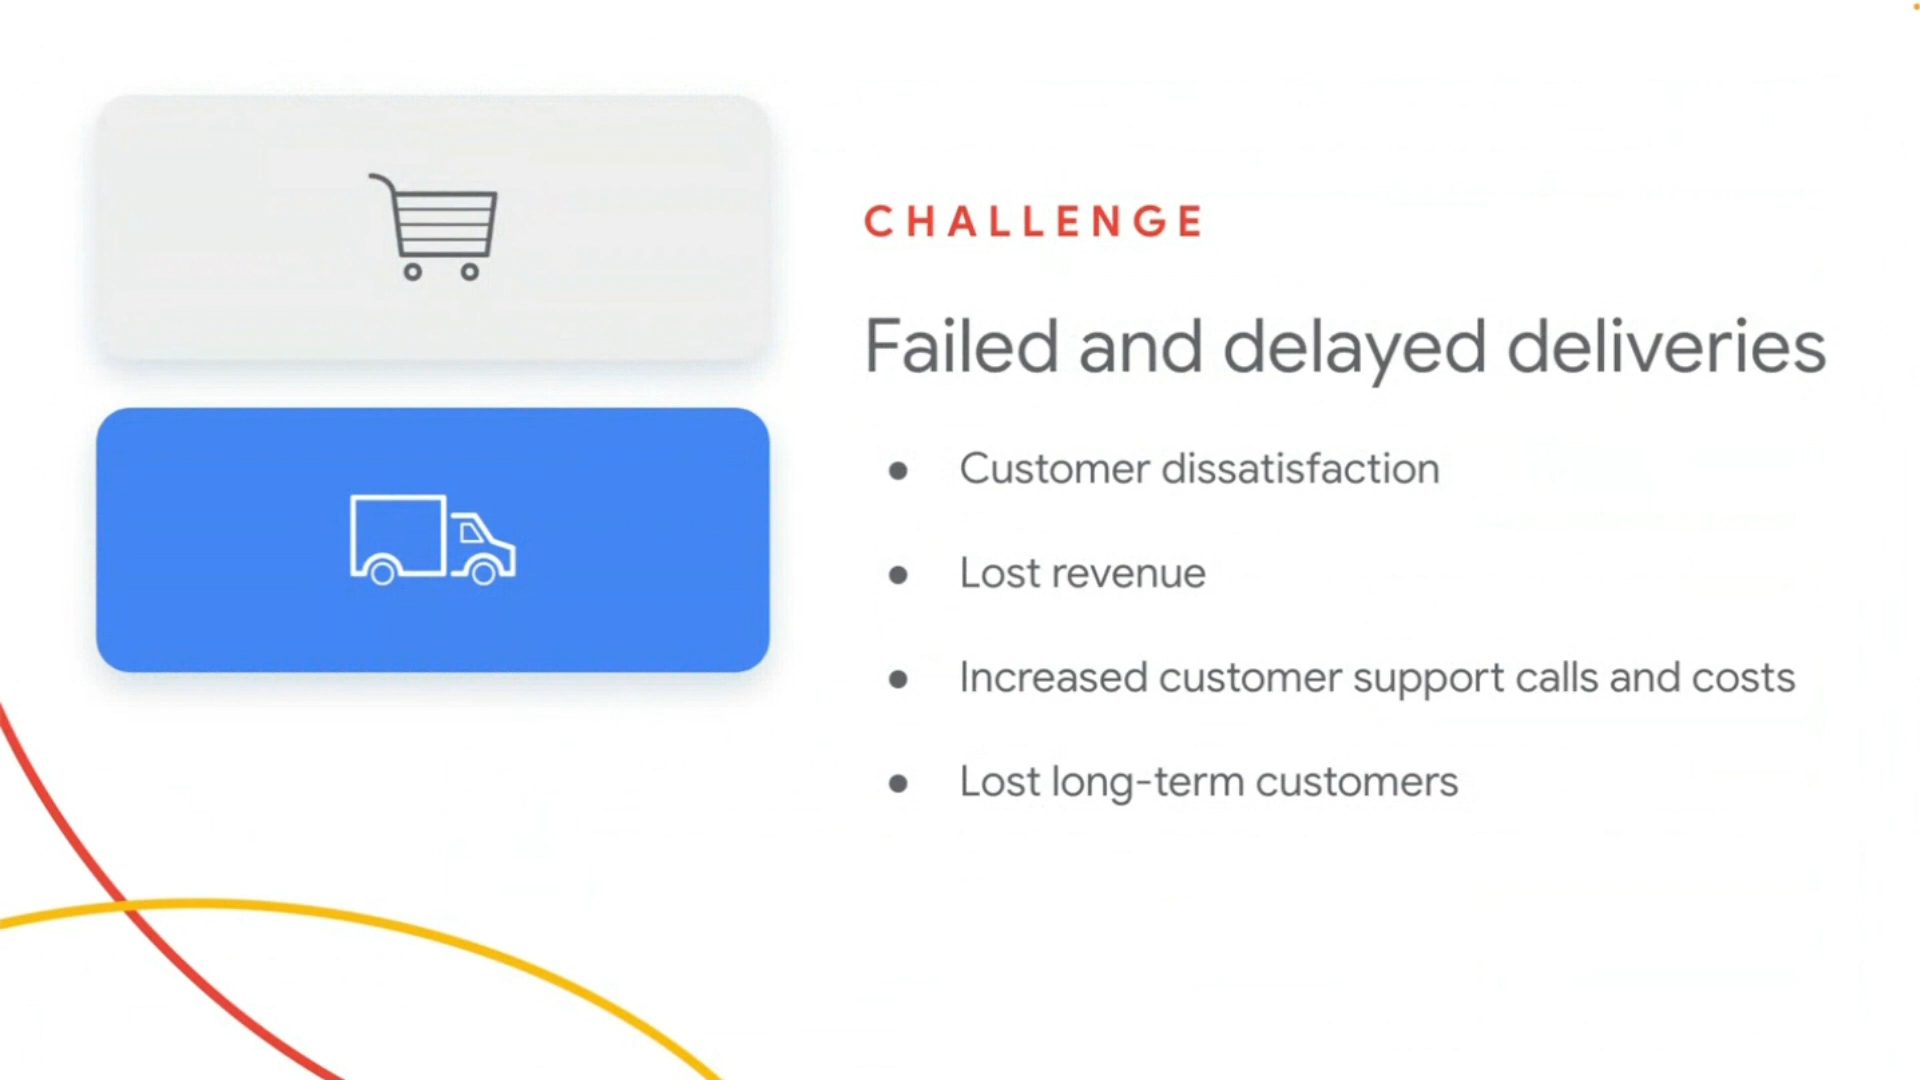 CHALLENGE
Failed and delayed deliveries
● Customer dissatisfaction
● Lost revenue
● Increased customer support calls and costs
● Lost long-term customers